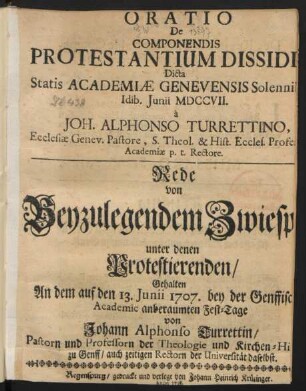 ORATIO
De
COMPONENDIS
PROTESTANTIUM DISSIDI
Dicta
Statis ACADEMIÆ GENEVENSIS Solenni
Idib. Junii MDCCVII.
à
JOH. ALPHONSO TURRETTINO,
Ecclesiæ Genev. Pastore, S. Theol. & Hist. Eccles. Profes
Academiæ p. t. Rectore.
Rede
von
Beyzulegendem Zwiesp
unter denen
Protestierenden/
Gehalten
An dem auf den 13. Junii 1707. bey der Genffisc
Academie anberaumten Fest-Tage
von
Johann Alphonso Turrettin/
Pastorn und Professorn der Theologie und Kirchen-Hi
zu Genff/ auch zeitigen Rectorn der Universität daselbst.
Regenspurg/ gedruckt und verlegt von Johann Heinrich Krütinger.